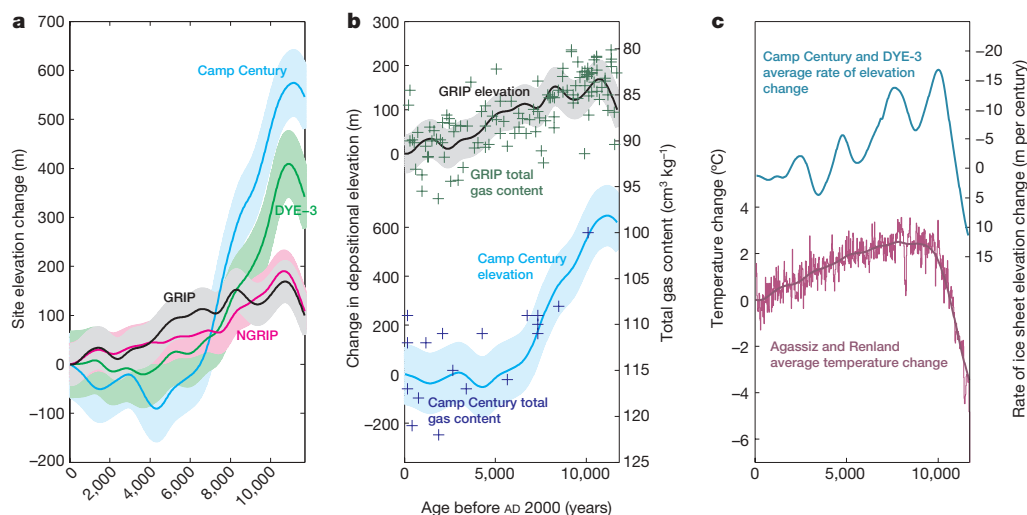 a
700
600
500
400
300
200
100
0
−100
−200
Site elevation change (m)
Camp Century
DYE–3
GRIP
NGRIP
0
2,000
4,000
6,000
8,000
10,000
b
300
200
100
0
600
400
200
0
−200
Change in depositional elevation (m)
GRIP elevation
GRIP total
gas content
Camp Century
elevation
Camp Century total
gas content
80
85
90
95
100
105
110
115
120
125
Total gas content (cm³ kg⁻¹)
0
5,000
10,000
Age before AD 2000 (years)
c
Camp Century and DYE-3
average rate of elevation
change
Agassiz and Renland
average temperature change
4
2
0
−2
−4
−6
Temperature change (°C)
−20
−15
−10
−5
0
5
10
15
Rate of ice sheet elevation change (m per century)
0
5,000
10,000